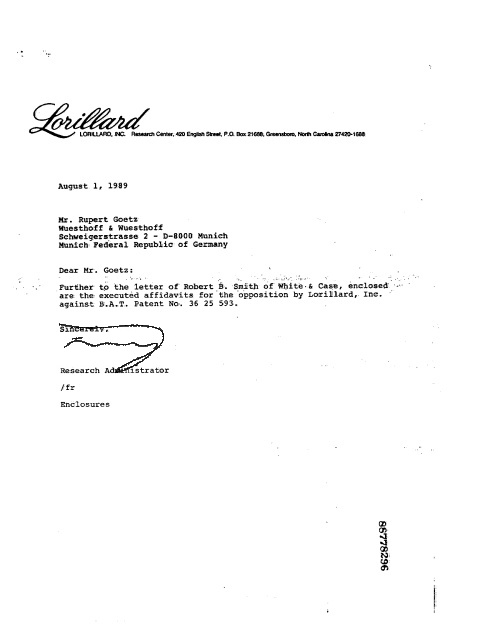 Lorillard
LORILLARD, INC. Research Center, 420 English Street, P.O. Box 21688, Greensboro, North Carolina 27420-1688
August 1, 1989
Mr. Rupert Goetz
Wuesthoff & Wuesthoff
Schweigerstrasse 2 - D-8000 Munich
Munich Federal Republic of Germany
Dear Mr. Goetz:
Further to the letter of Robert B. Smith of White & Case, enclosed
are the executed affidavits for the opposition by Lorillard, Inc.
against B.A.T. Patent No. 36 25 593.
Sincerely,
Research Administrator
/fr
Enclosures
86778296